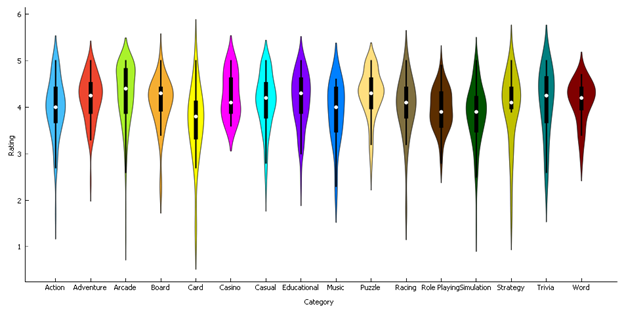 6
5
4
3
2
1
Rating
Action Adventure Arcade Board Card Casino Casual Educational Music Puzzle Racing Role Playing Simulation Strategy Trivia Word
Category